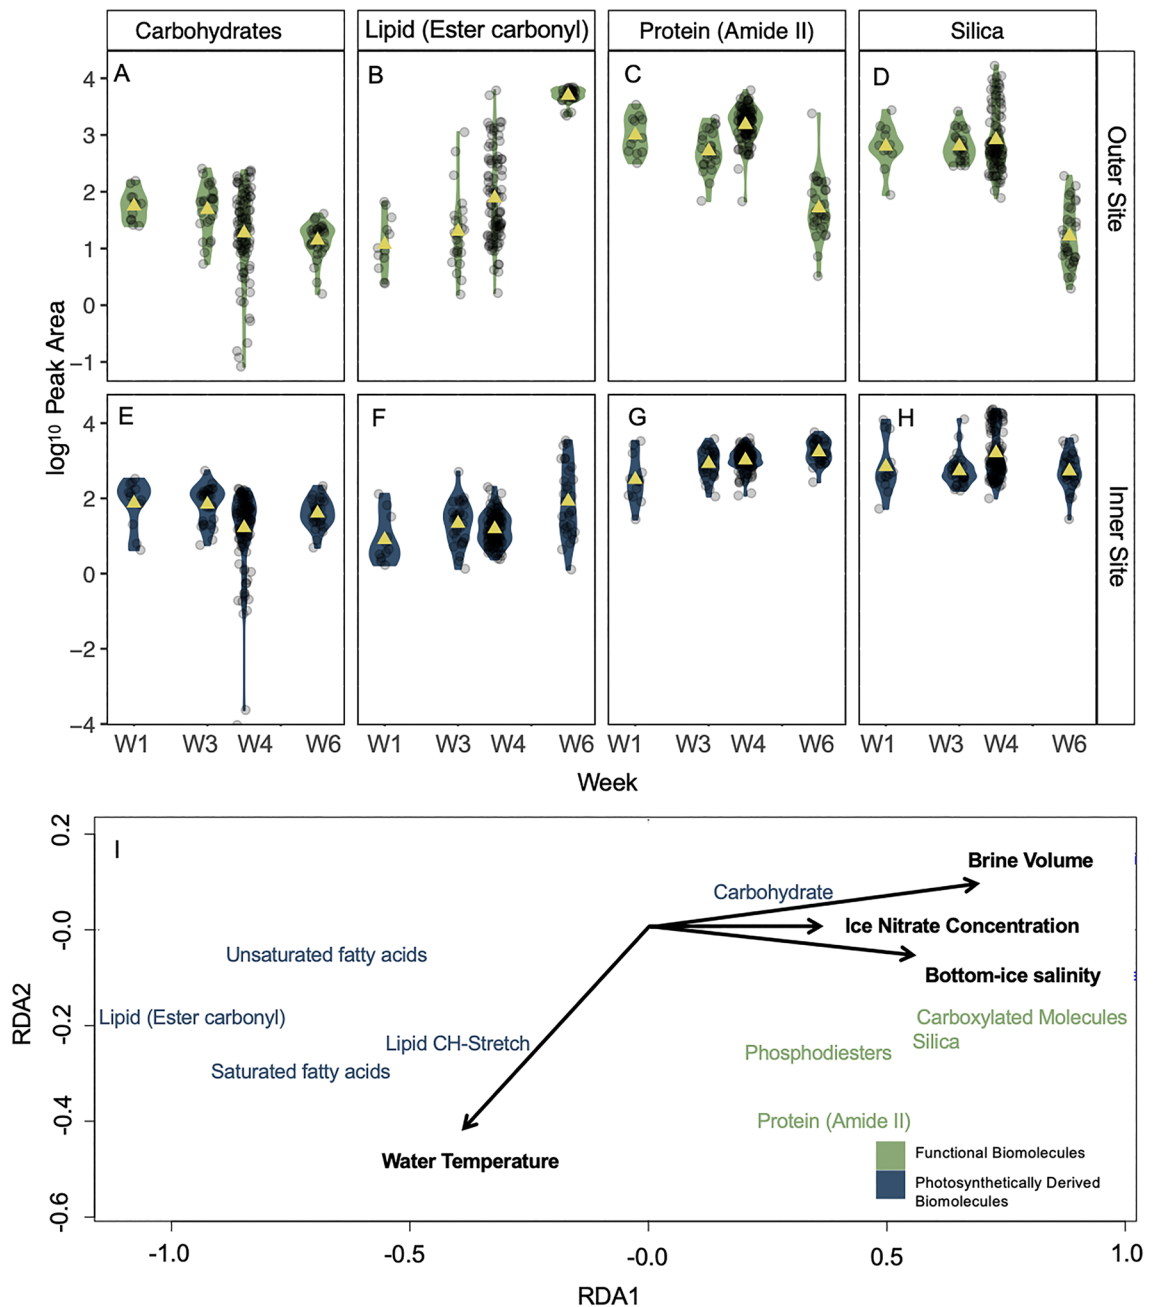 Carbohydrates Lipid (Ester carbonyl) Protein (Amide II) Silica
A B C D
4
3
2
1
0
−1
Outer Site
log¹⁰ Peak Area
E F G H
4
2
0
−2
−4
Inner Site
W1 W3 W4 W6 W1 W3 W4 W6 W1 W3 W4 W6 W1 W3 W4 W6
Week
I
0.2
-0.0
-0.2
-0.4
-0.6
RDA2
Brine Volume
Carbohydrate
Ice Nitrate Concentration
Unsaturated fatty acids
Bottom-ice salinity
Lipid (Ester carbonyl)
Carboxylated Molecules
Lipid CH-Stretch
Silica
Phosphodiesters
Saturated fatty acids
Protein (Amide II)
Water Temperature
Functional Biomolecules
Photosynthetically Derived
Biomolecules
-1.0 -0.5 -0.0 0.5 1.0
RDA1